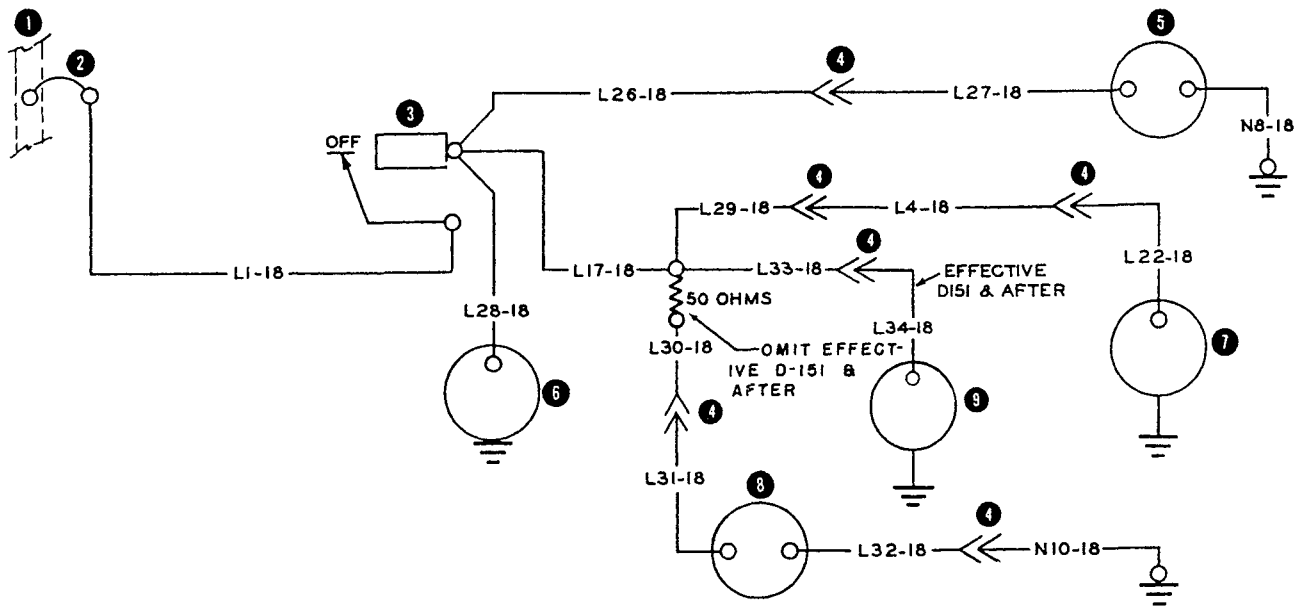 1
2
3
4
5
L26-18
L27-18
N8-18
OFF
4
4
L29-18
L4-18
4
L1-18
L17-18
L33-18
EFFECTIVE
D151 & AFTER
L22-18
50 OHMS
L28-18
L34-18
L30-18
OMIT EFFECT-
IVE D-151 &
AFTER
7
6
9
4
L31-18
8
4
L32-18
N10-18